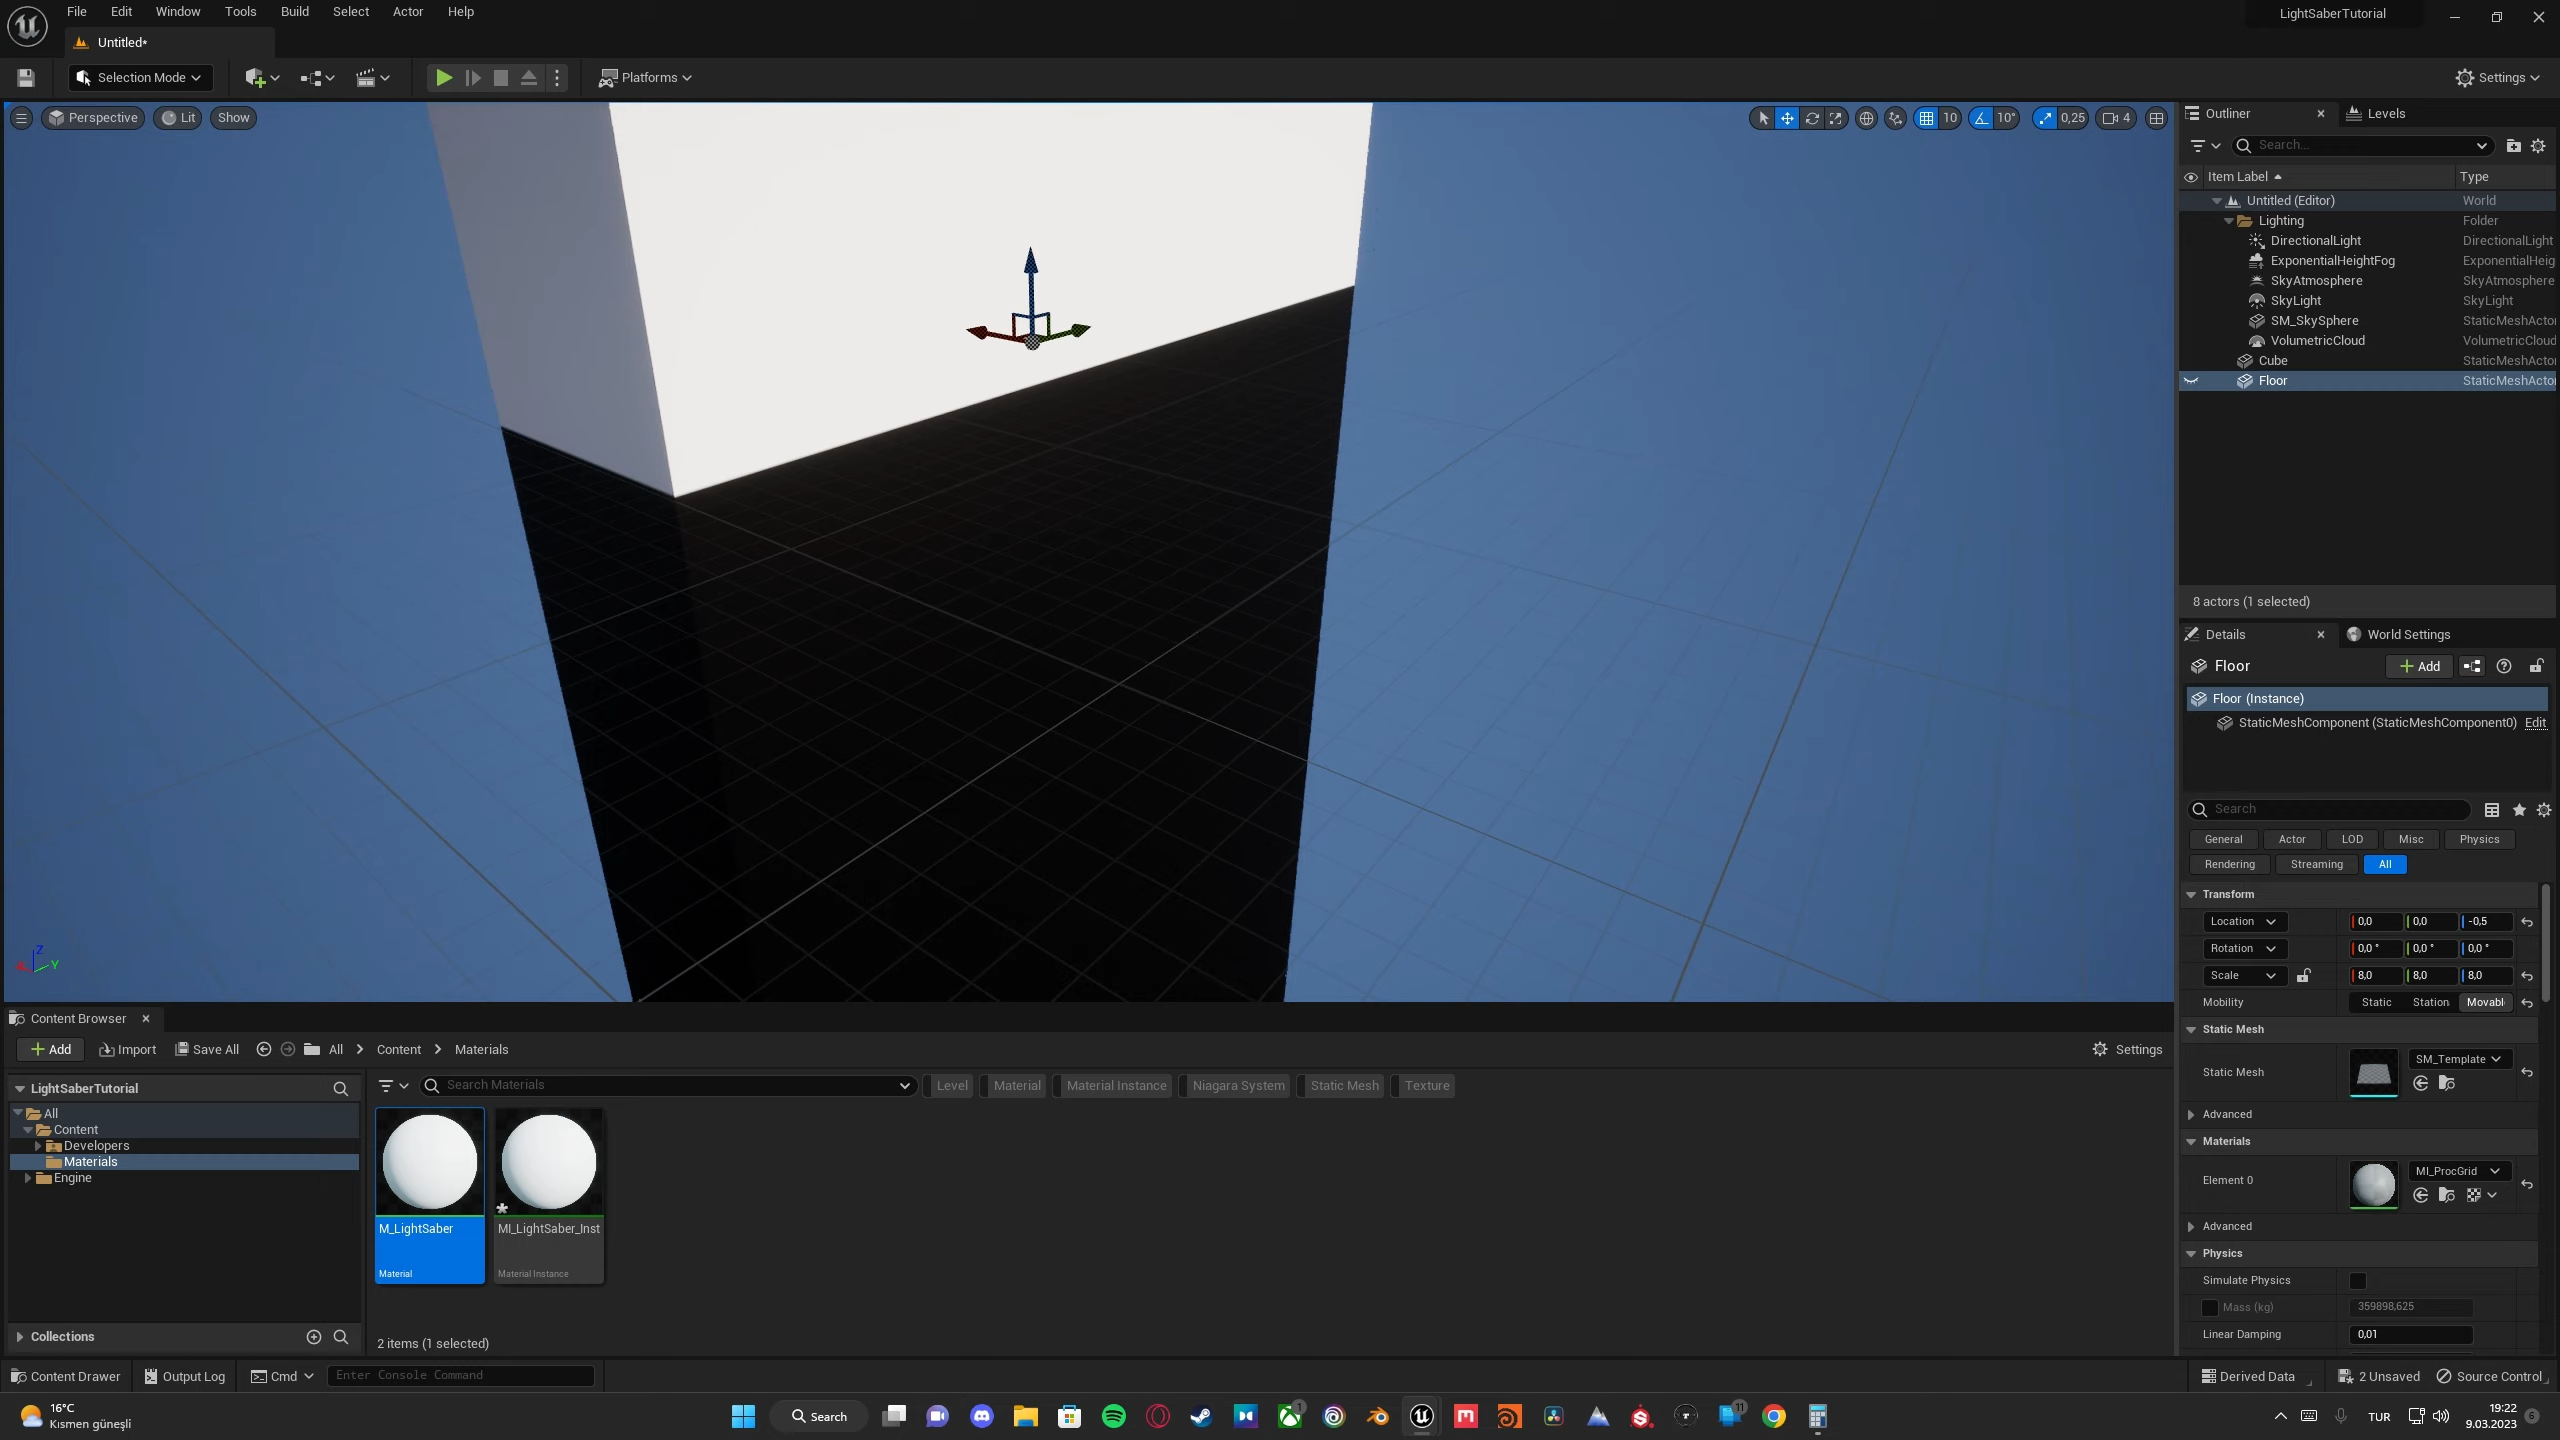 File Edit Window Tools Build Select Actor Help
LightSaberTutorial
Untitled*
Selection Mode
Platforms
Settings
Perspective Lit Show
10 10° 0,25 4
Outliner Levels
Search...
Item Label Type
Untitled (Editor) World
Lighting Folder
DirectionalLight DirectionalLight
ExponentialHeightFog ExponentialHeig
SkyAtmosphere SkyAtmosphere
SkyLight SkyLight
SM_SkySphere StaticMeshActo
VolumetricCloud VolumetricCloud
Cube StaticMeshActo
Floor StaticMeshActo
8 actors (1 selected)
Details World Settings
Floor Add
Floor (Instance)
StaticMeshComponent (StaticMeshComponent0) Edit
Search
General Actor LOD Misc Physics
Rendering Streaming All
Transform
Location 0,0 0,0 -0,5
Rotation 0,0 ° 0,0 ° 0,0 °
Scale 8,0 8,0 8,0
Mobility Static Station Movabl
Static Mesh
Static Mesh SM_Template
Advanced
Materials
Element 0 MI_ProcGrid
Advanced
Physics
Simulate Physics
Mass (kg) 359898,625
Linear Damping 0,01
Z
Y
Content Browser
Add Import Save All All Content Materials Settings
LightSaberTutorial
Search Materials Level Material Material Instance Niagara System Static Mesh Texture
All
Content
Developers
Materials
Engine
M_LightSaber
Material
MI_LightSaber_Inst
Material Instance
Collections
2 items (1 selected)
Content Drawer Output Log Cmd Enter Console Command Derived Data 2 Unsaved Source Control
16°C
Kısmen güneşli
Search
1
11
TUR
19:22
9.03.2023
6